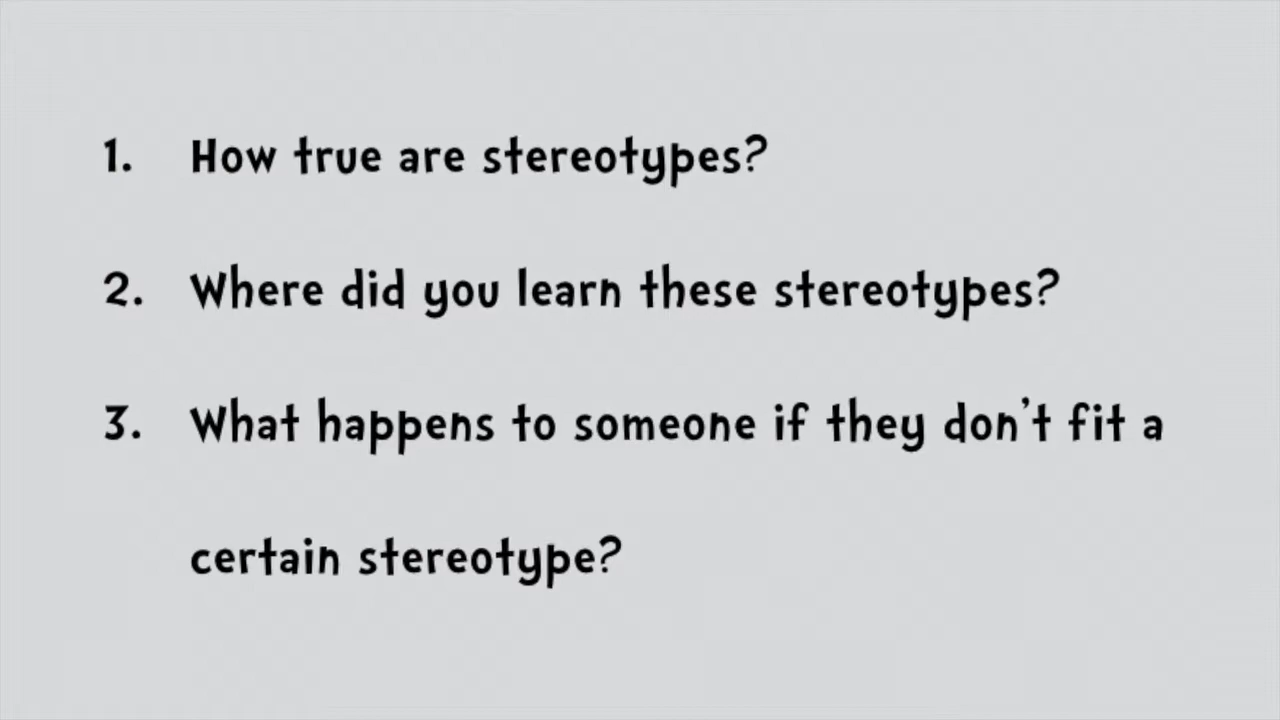 1. How true are stereotypes?
2. Where did you learn these stereotypes?
3. What happens to someone if they don't fit a
certain stereotype?